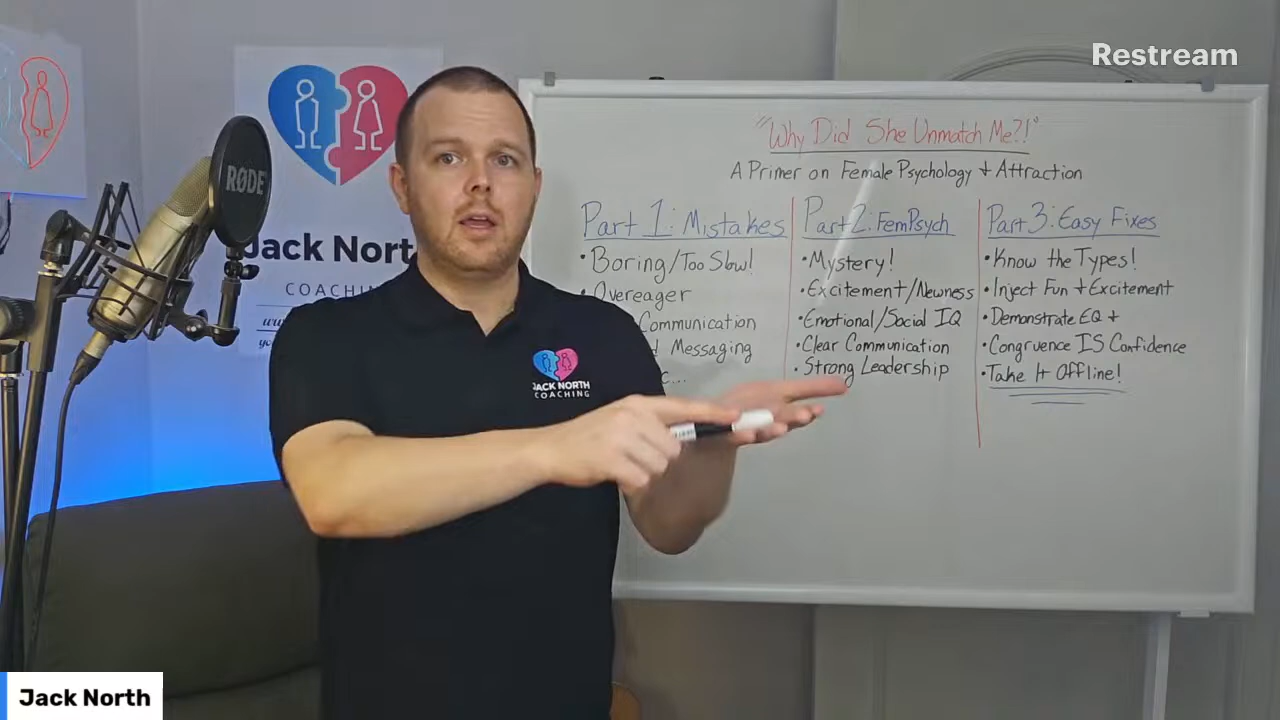 Restream
RØDE
Jack Nort
COACHIN
JACK NORTH
COACHING
"Why Did She Unmatch Me?!"
A Primer on Female Psychology + Attraction
Part 1: Mistakes
• Boring/Too Slow!
• Overeager
Communication
Messaging
c...
Part 2: FemPsych
• Mystery!
• Excitement/Newness
• Emotional/Social IQ
• Clear Communication
• Strong Leadership
Part 3: Easy Fixes
• Know the Types!
• Inject Fun + Excitement
• Demonstrate EQ +
• Congruence IS Confidence
• Take It Offline!
Jack North